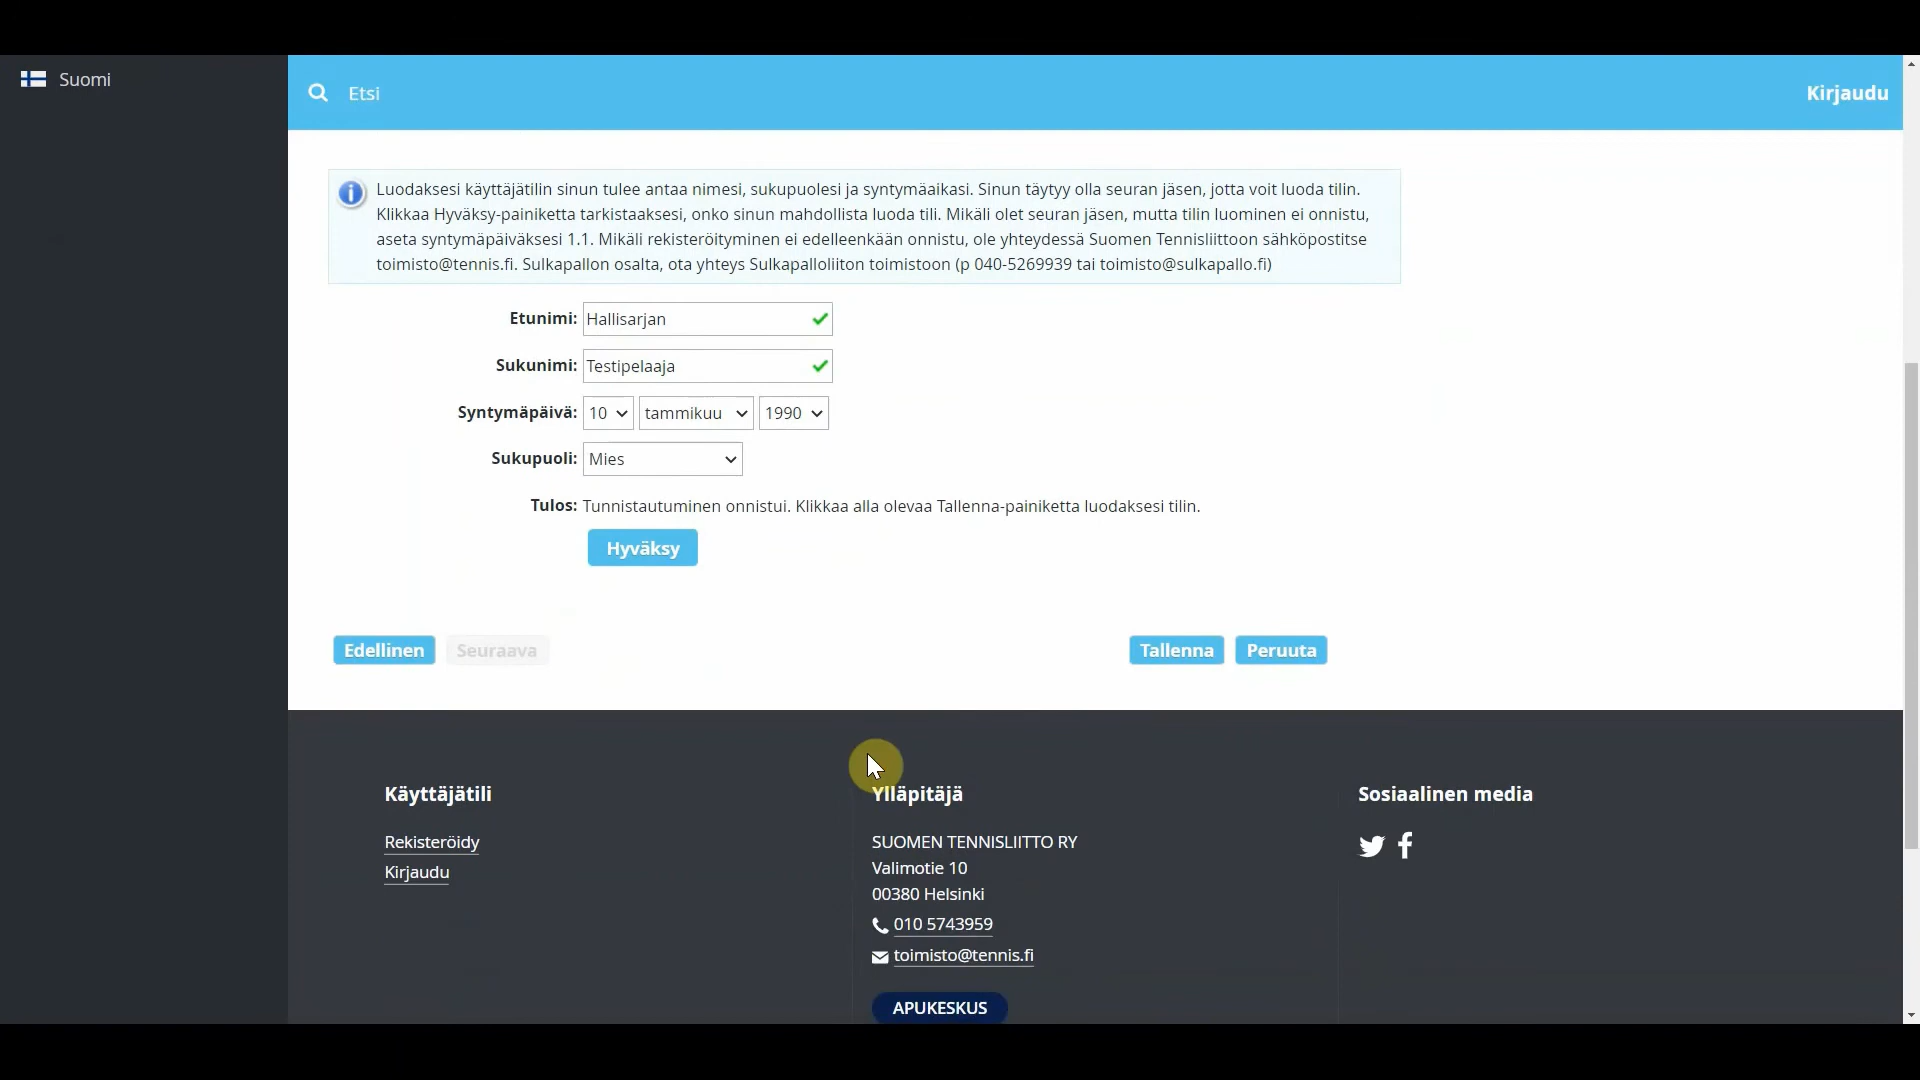 Suomi
Etsi
Kirjaudu
Luodaksesi käyttäjätilin sinun tulee antaa nimesi, sukupuolesi ja syntymäaikasi. Sinun täytyy olla seuran jäsen, jotta voit luoda tilin.
Klikkaa Hyväksy-painiketta tarkistaaksesi, onko sinun mahdollista luoda tili. Mikäli olet seuran jäsen, mutta tilin luominen ei onnistu,
aseta syntymäpäiväksesi 1.1. Mikäli rekisteröityminen ei edelleenkään onnistu, ole yhteydessä Suomen Tennisliittoon sähköpostitse
toimisto@tennis.fi. Sulkapallon osalta, ota yhteys Sulkapalloliiton toimistoon (p 040-5269939 tai toimisto@sulkapallo.fi)
Etunimi: Hallisarjan
Sukunimi: Testipelaaja
Syntymäpäivä: 10 tammikuu 1990
Sukupuoli: Mies
Tulos: Tunnistautuminen onnistui. Klikkaa alla olevaa Tallenna-painiketta luodaksesi tilin.
Hyväksy
Edellinen Seuraava Tallenna Peruuta
Käyttäjätili
Rekisteröidy
Kirjaudu
Ylläpitäjä
SUOMEN TENNISLIITTO RY
Valimotie 10
00380 Helsinki
010 5743959
toimisto@tennis.fi
APUKESKUS
Sosiaalinen media